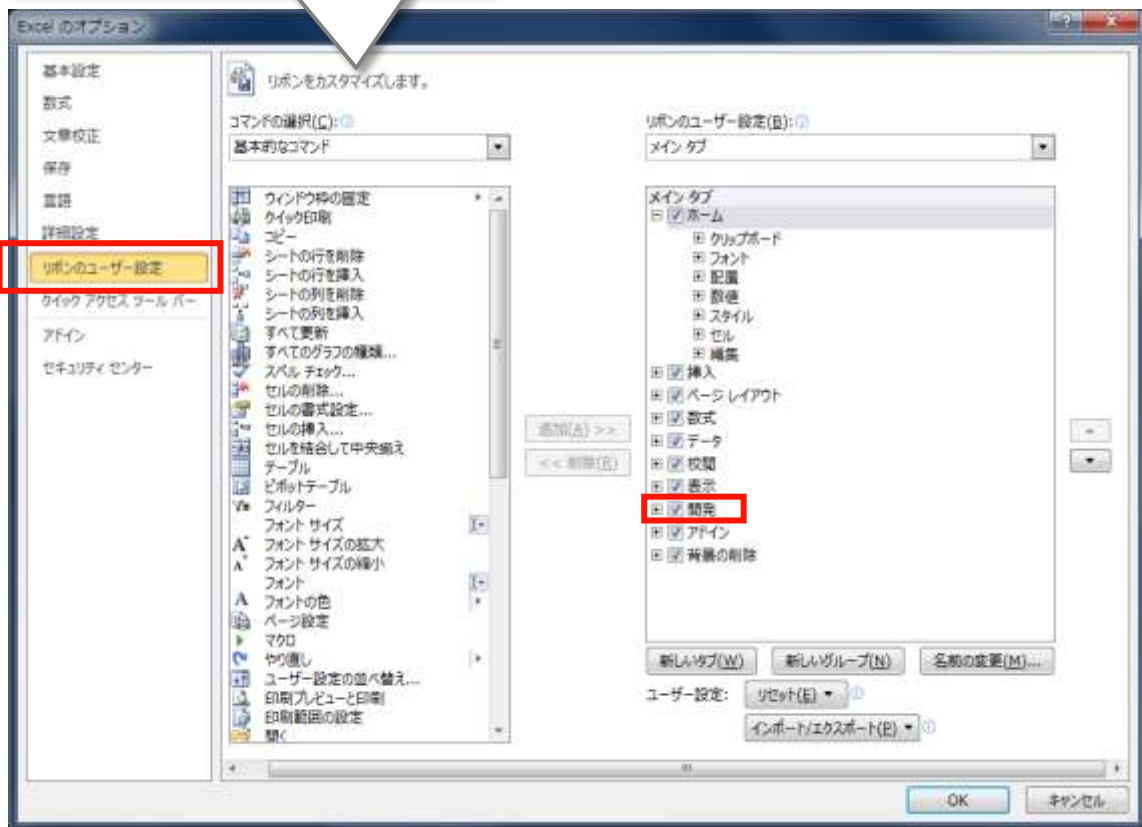 Excel のオプション
基本設定
数式
文章校正
保存
言語
詳細設定
リボンのユーザー設定
クイック アクセス ツール バー
アドイン
セキュリティ センター
リボンをカスタマイズします。
コマンドの選択(C):
基本的なコマンド
ウィンドウ枠の固定
クイック印刷
コピー
シートの行を削除
シートの行を挿入
シートの列を削除
シートの列を挿入
すべて更新
すべてのグラフの種類...
スペル チェック...
セルの削除...
セルの書式設定...
セルの挿入...
セルを結合して中央揃え
テーブル
ピボットテーブル
フィルター
フォント サイズ
フォント サイズの拡大
フォント サイズの縮小
フォント
フォントの色
ページ設定
マクロ
やり直し
ユーザー設定の並べ替え...
印刷プレビューと印刷
印刷範囲の設定
開く
追加(A) >>
<< 削除(R)
リボンのユーザー設定(B):
メイン タブ
メイン タブ
ホーム
クリップボード
フォント
配置
数値
スタイル
セル
編集
挿入
ページ レイアウト
数式
データ
校閲
表示
開発
アドイン
背景の削除
新しいタブ(W)
新しいグループ(N)
名前の変更(M)...
ユーザー設定:
リセット(E)
インポート/エクスポート(P)
OK
キャンセル